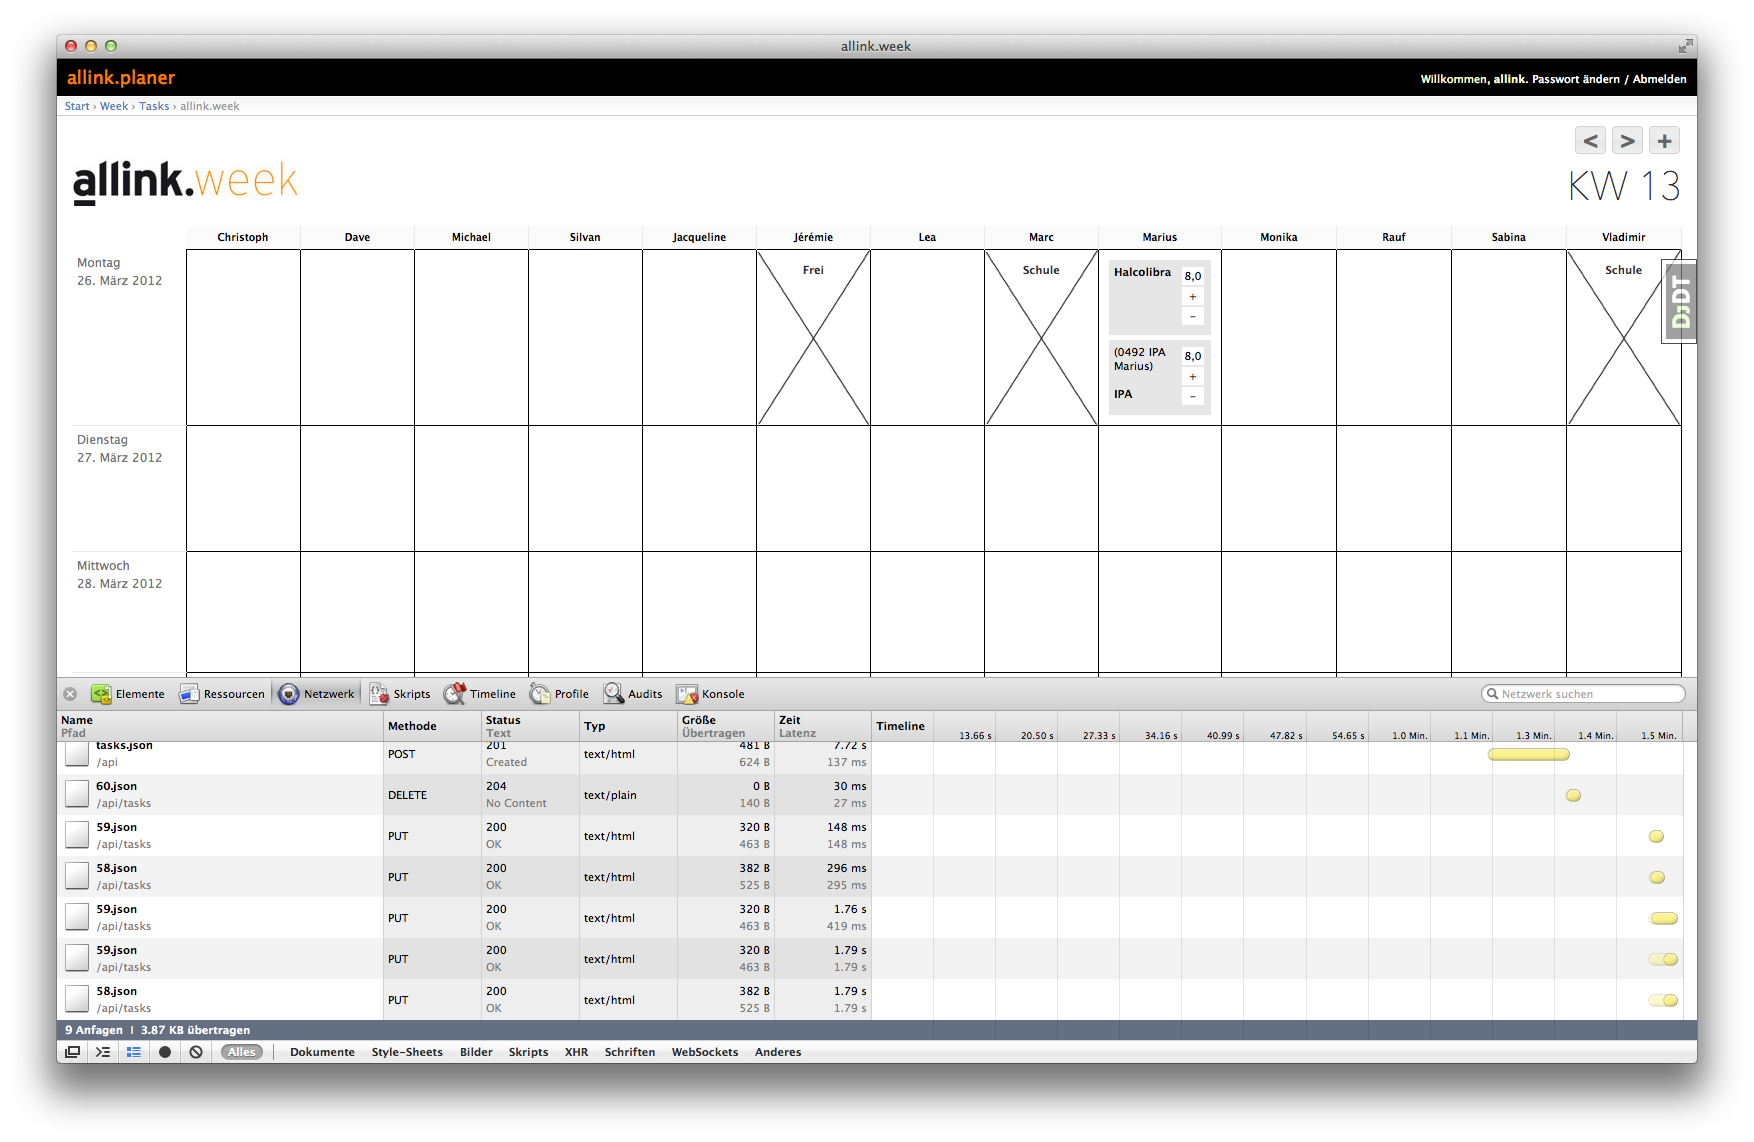 allink.week
allink.planer
Willkommen, allink. Passwort ändern / Abmelden
Start › Week › Tasks › allink.week
< > +
allink.week
KW 13
Christoph Dave Michael Silvan Jacqueline Jérémie Lea Marc Marius Monika Rauf Sabina Vladimir
Montag
26. März 2012
Frei
Schule
Halcolibra 8,0
+
-
(0492 IPA Marius) 8,0
+
IPA -
Schule
DjDT
Dienstag
27. März 2012
Mittwoch
28. März 2012
Elemente Ressourcen Netzwerk Skripts Timeline Profile Audits Konsole Netzwerk suchen
Name Methode Status Typ Größe Zeit Timeline
Pfad Text Übertragen Latenz
13.66 s 20.50 s 27.33 s 34.16 s 40.99 s 47.82 s 54.65 s 1.0 Min. 1.1 Min. 1.3 Min. 1.4 Min. 1.5 Min.
tasks.json POST 201 text/html 481 B 7.72 s
/api Created 624 B 137 ms
60.json DELETE 204 text/plain 0 B 30 ms
/api/tasks No Content 140 B 27 ms
59.json PUT 200 text/html 320 B 148 ms
/api/tasks OK 463 B 148 ms
58.json PUT 200 text/html 382 B 296 ms
/api/tasks OK 525 B 295 ms
59.json PUT 200 text/html 320 B 1.76 s
/api/tasks OK 463 B 419 ms
59.json PUT 200 text/html 320 B 1.79 s
/api/tasks OK 463 B 1.79 s
58.json PUT 200 text/html 382 B 1.79 s
/api/tasks OK 525 B 1.79 s
9 Anfagen | 3.87 KB übertragen
Alles Dokumente Style-Sheets Bilder Skripts XHR Schriften WebSockets Anderes